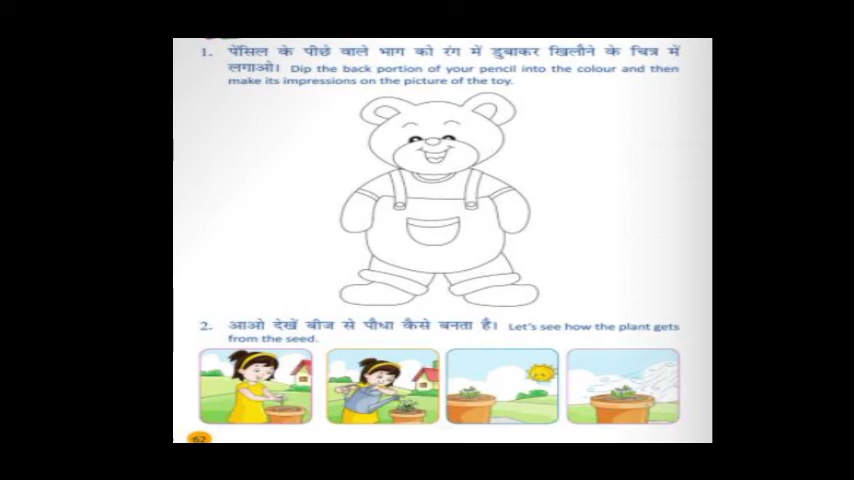 1. पेंसिल के पीछे वाले भाग को रंग में डुबाकर खिलौने के चित्र में
लगाओ। Dip the back portion of your pencil into the colour and then
make its impressions on the picture of the toy.
2. आओ देखें बीज से पौधा कैसे बनता है। Let's see how the plant gets
from the seed.
62